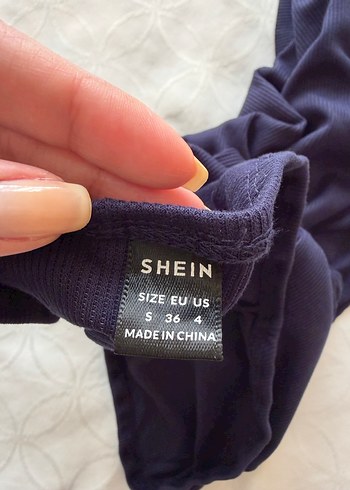 SHEIN
SIZE EU US
S 36 4
MADE IN CHINA